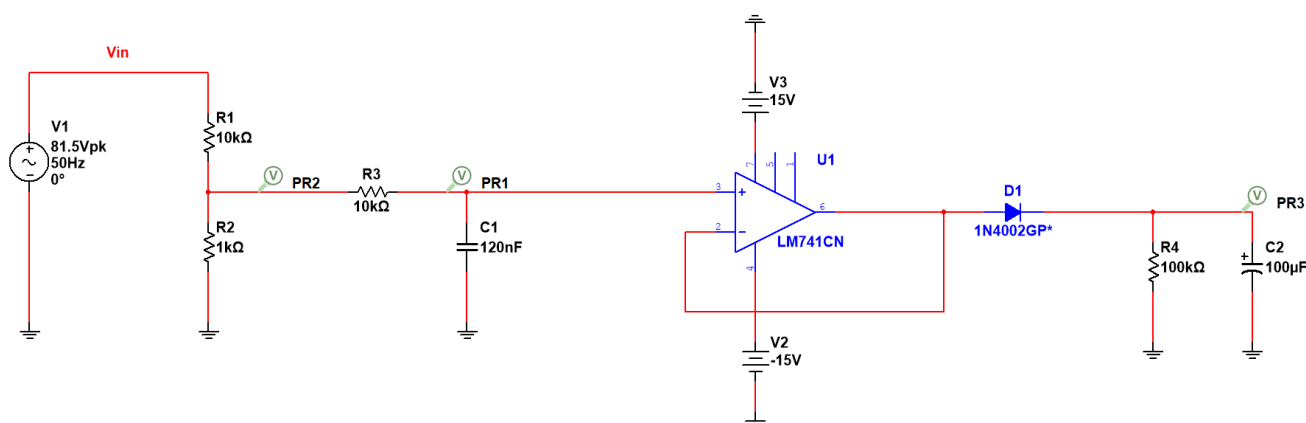 Vin
V1
81.5Vpk
50Hz
0°
R1
10kΩ
R2
1kΩ
V
PR2
R3
10kΩ
V
PR1
C1
120nF
V3
15V
U1
7
5
1
3
2
6
4
LM741CN
V2
-15V
D1
1N4002GP*
R4
100kΩ
V
PR3
C2
100µF